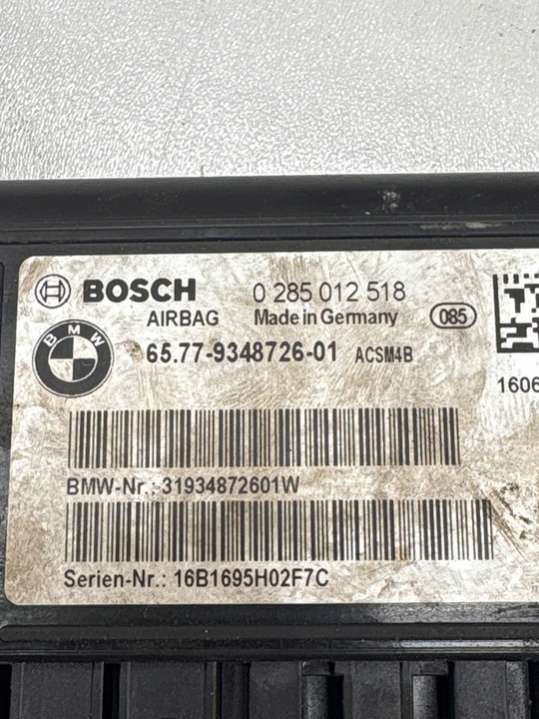 BOSCH 0 285 012 518
AIRBAG Made in Germany 085
BMW 65.77-9348726-01 ACSM4B
1606
BMW-Nr.: 31934872601W
Serien-Nr.: 16B1695H02F7C